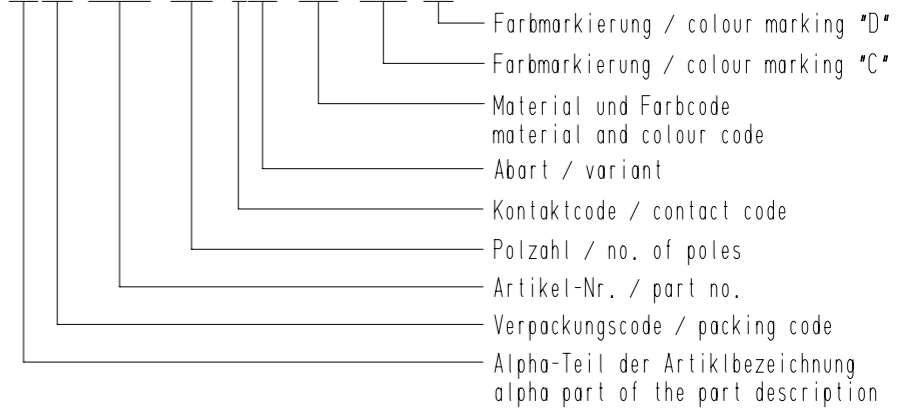 Farbmarkierung / colour marking "D"
Farbmarkierung / colour marking "C"
Material und Farbcode
material and colour code
Abart / variant
Kontaktcode / contact code
Polzahl / no. of poles
Artikel-Nr. / part no.
Verpackungscode / packing code
Alpha-Teil der Artiklbezeichnung
alpha part of the part description